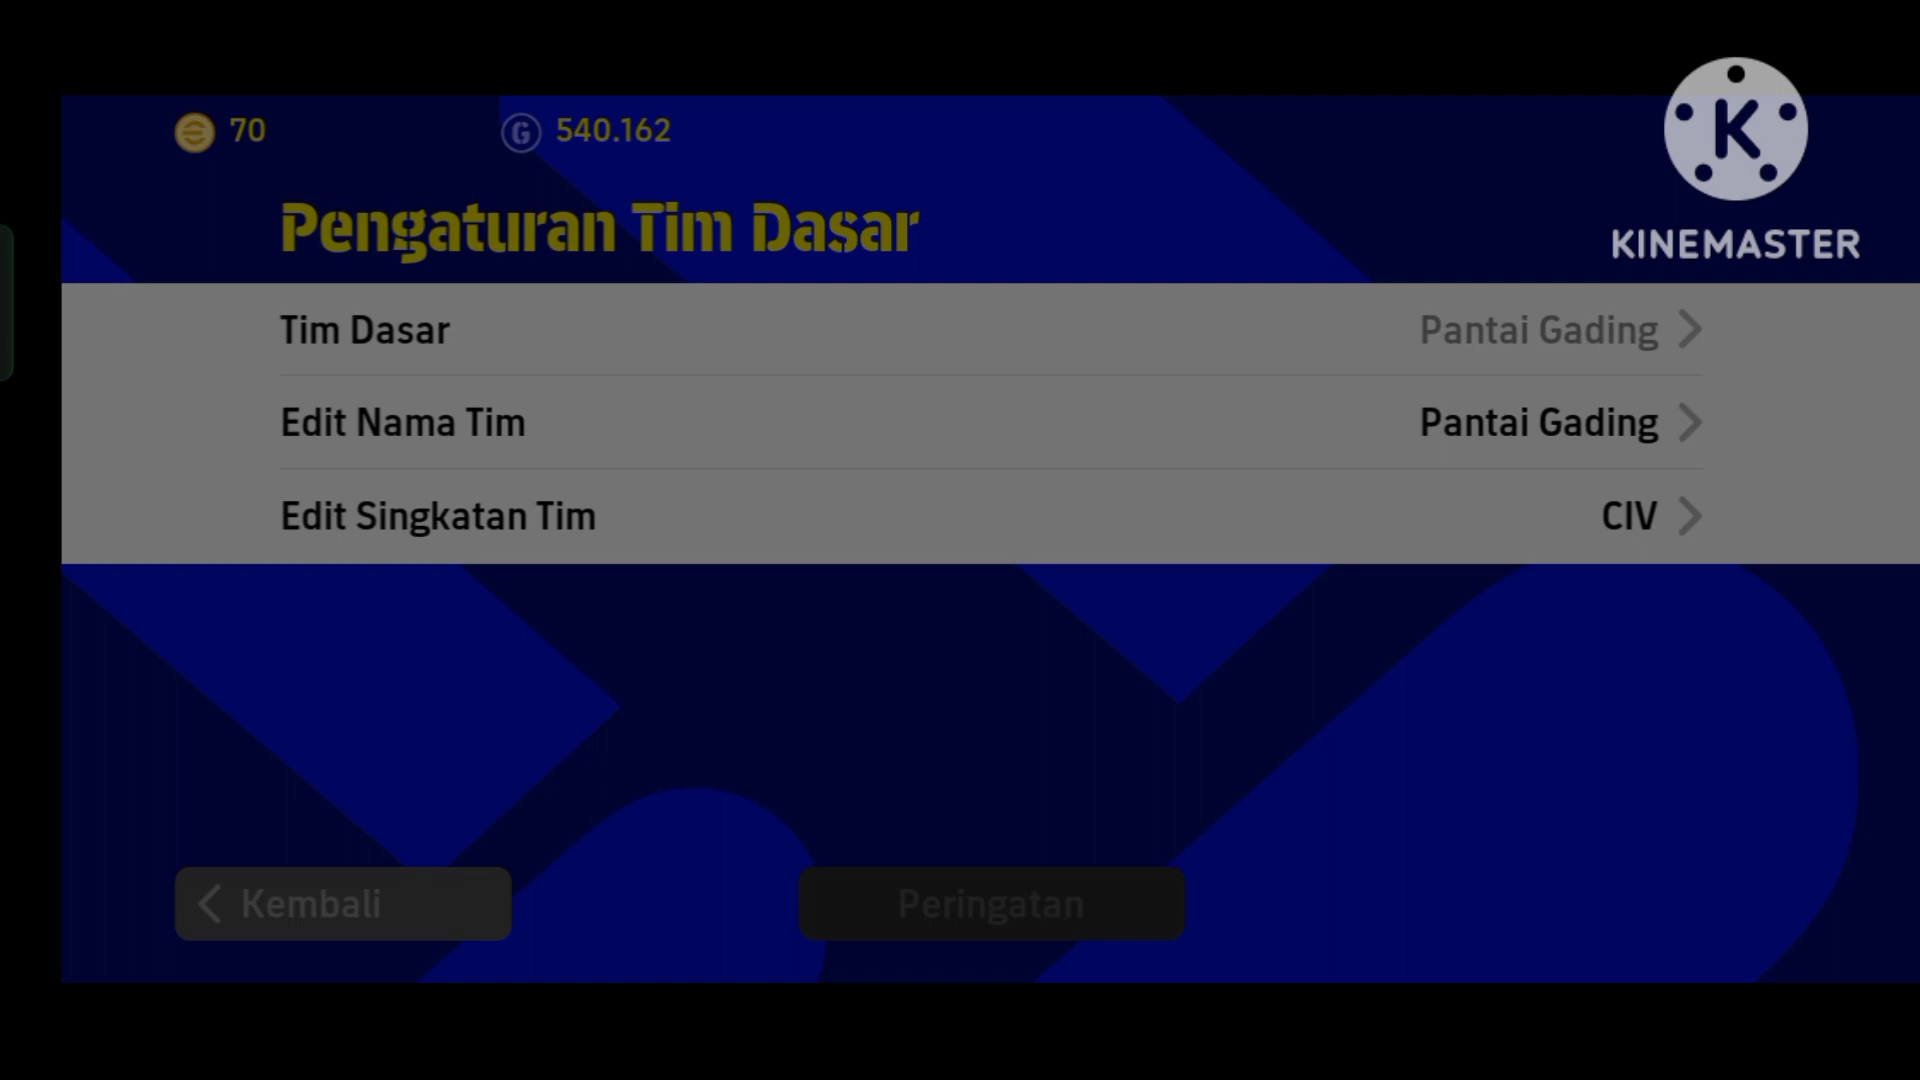 70
540.162
KINEMASTER
Pengaturan Tim Dasar
Tim Dasar
Pantai Gading
Edit Nama Tim
Pantai Gading
Edit Singkatan Tim
CIV
Kembali
Peringatan